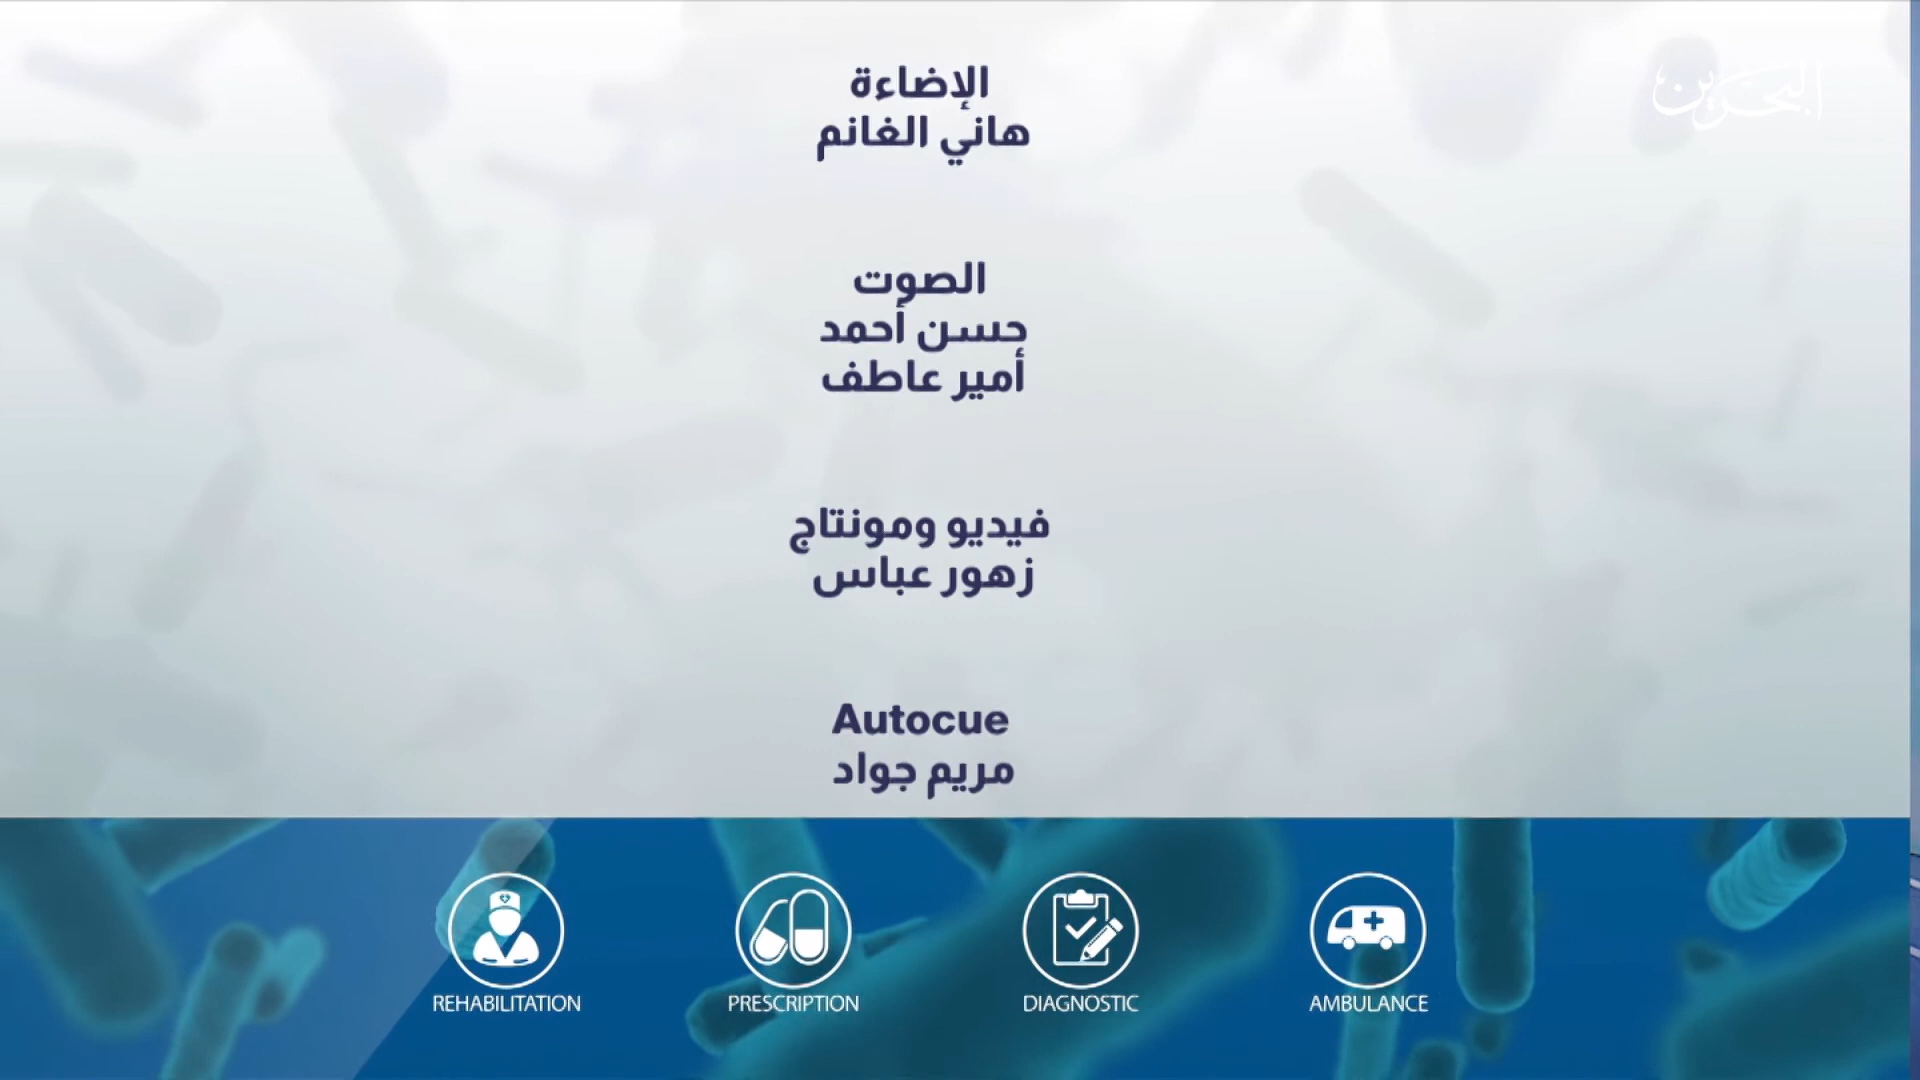 البحرين
الإضاءة
هاني الغانم
الصوت
حسن أحمد
أمير عاطف
فيديو ومونتاج
زهور عباس
Autocue
مريم جواد
REHABILITATION
PRESCRIPTION
DIAGNOSTIC
AMBULANCE